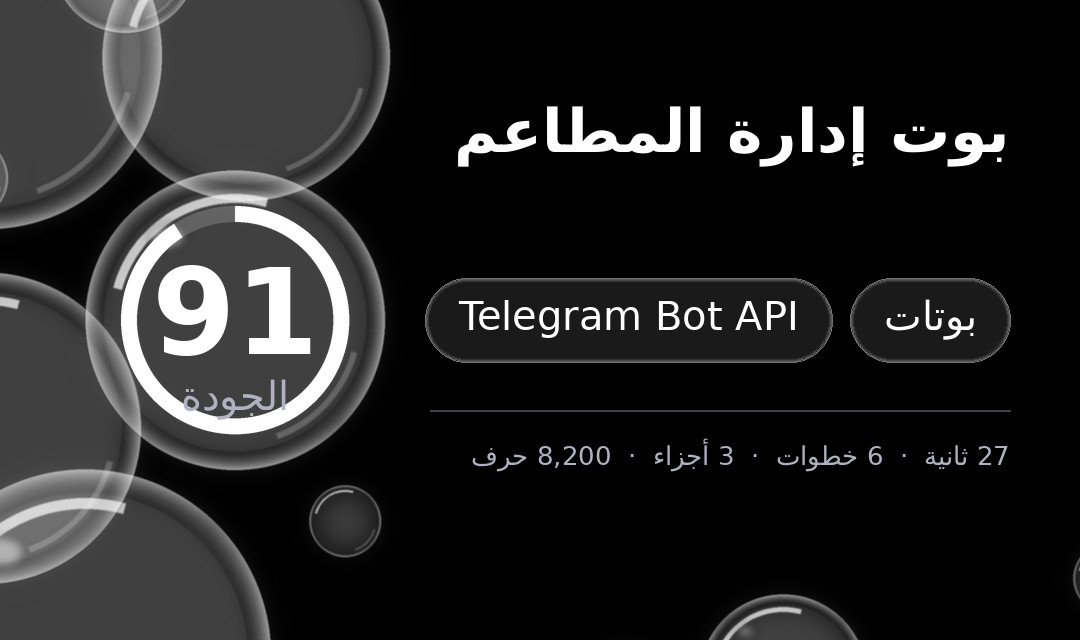 بوت إدارة المطاعم
بوتات
Telegram Bot API
91
الجودة
27 ثانية · 6 خطوات · 3 أجزاء · 8,200 حرف